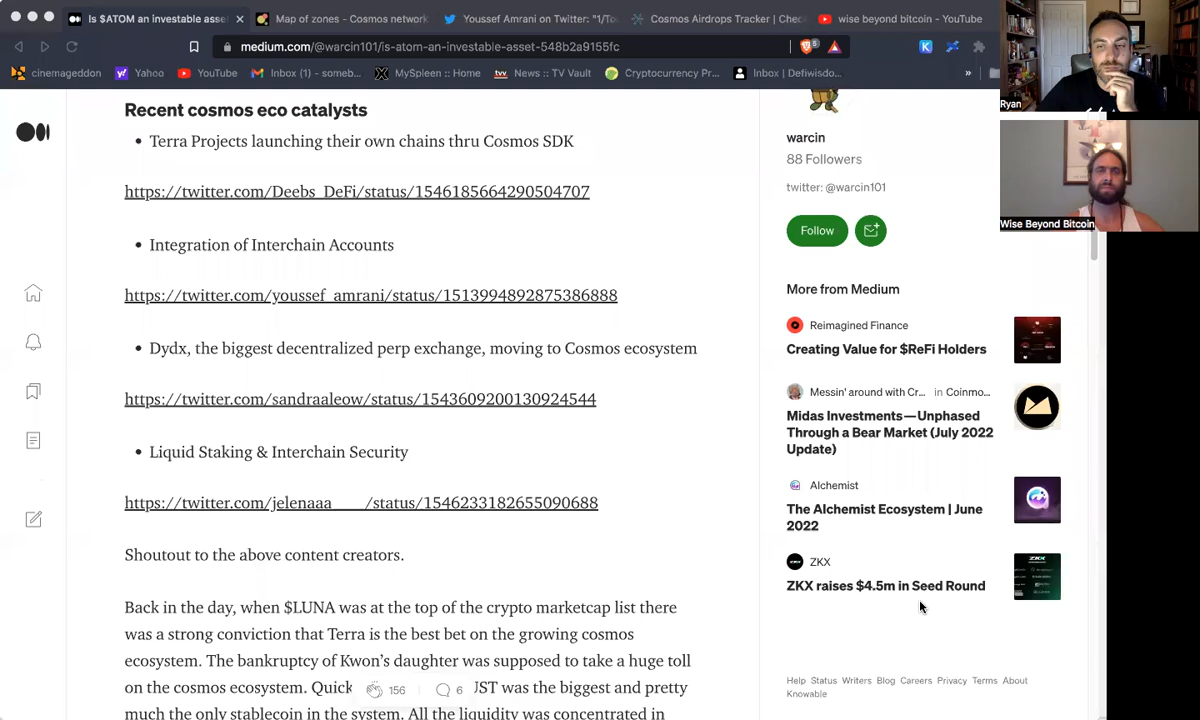 Is $ATOM an investable asse
Map of zones - Cosmos network
Youssef Amrani on Twitter: "1/To
Cosmos Airdrops Tracker | Chec
wise beyond bitcoin - YouTube
medium.com/@warcin101/is-atom-an-investable-asset-548b2a9155fc
5
cinemageddon
Yahoo
YouTube
Inbox (1) - someb...
MySpleen :: Home
News :: TV Vault
Cryptocurrency Pr...
Inbox | Defiwisdo...
»
Ryan
Wise Beyond Bitcoin
Recent cosmos eco catalysts
• Terra Projects launching their own chains thru Cosmos SDK
https://twitter.com/Deebs_DeFi/status/1546185664290504707
• Integration of Interchain Accounts
https://twitter.com/youssef_amrani/status/1513994892875386888
• Dydx, the biggest decentralized perp exchange, moving to Cosmos ecosystem
https://twitter.com/sandraaleow/status/1543609200130924544
• Liquid Staking & Interchain Security
https://twitter.com/jelenaaa___/status/1546233182655090688
Shoutout to the above content creators.
Back in the day, when $LUNA was at the top of the crypto marketcap list there
was a strong conviction that Terra is the best bet on the growing cosmos
ecosystem. The bankruptcy of Kwon's daughter was supposed to take a huge toll
on the cosmos ecosystem. Quick
156
6
UST was the biggest and pretty
much the only stablecoin in the system. All the liquidity was concentrated in
warcin
88 Followers
twitter: @warcin101
Follow
More from Medium
Reimagined Finance
Creating Value for $ReFi Holders
Messin' around with Cr... in Coinmo...
Midas Investments—Unphased
Through a Bear Market (July 2022
Update)
Alchemist
The Alchemist Ecosystem | June
2022
ZKX
ZKX raises $4.5m in Seed Round
Help Status Writers Blog Careers Privacy Terms About
Knowable